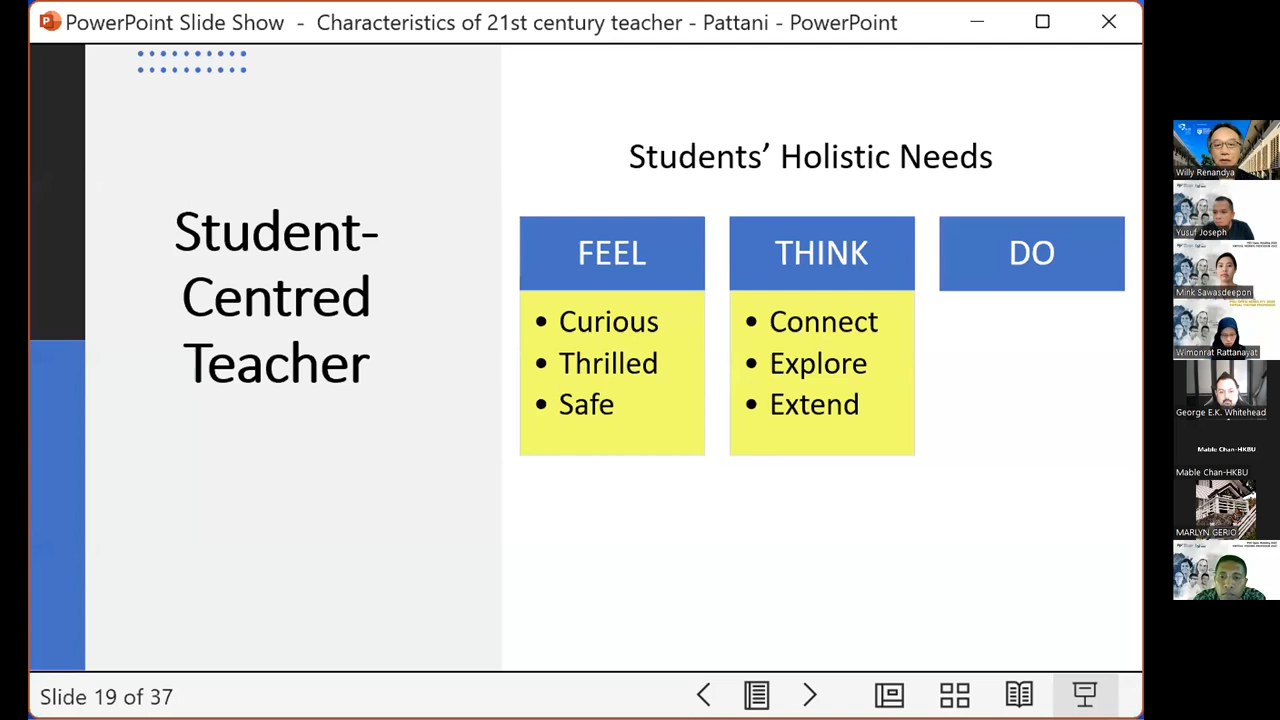 PowerPoint Slide Show - Characteristics of 21st century teacher - Pattani - PowerPoint
Student-
Centred
Teacher
Students’ Holistic Needs
FEEL
• Curious
• Thrilled
• Safe
THINK
• Connect
• Explore
• Extend
DO
Slide 19 of 37
Willy Renandya
Yusuf Joseph
Mink Sawasdeepon
Wimonrat Rattanayat
George E.K. Whitehead
Mable Chan-HKBU
Mable Chan-HKBU
MARLYN GERIO